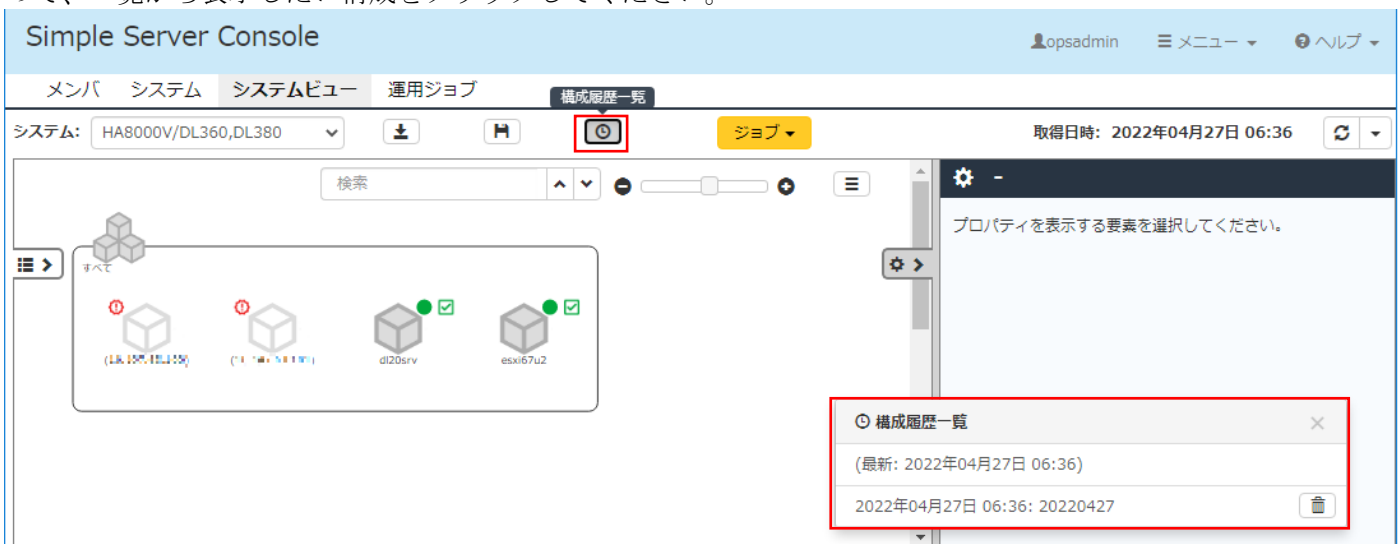 Simple Server Console
opsadmin メニュー ヘルプ
メンバ システム システムビュー 運用ジョブ
構成履歴一覧
システム: HA8000V/DL360,DL380 ジョブ 取得日時: 2022年04月27日 06:36
検索
-
プロパティを表示する要素を選択してください。
すべて
dl20srv esxi67u2
構成履歴一覧
(最新: 2022年04月27日 06:36)
2022年04月27日 06:36: 20220427